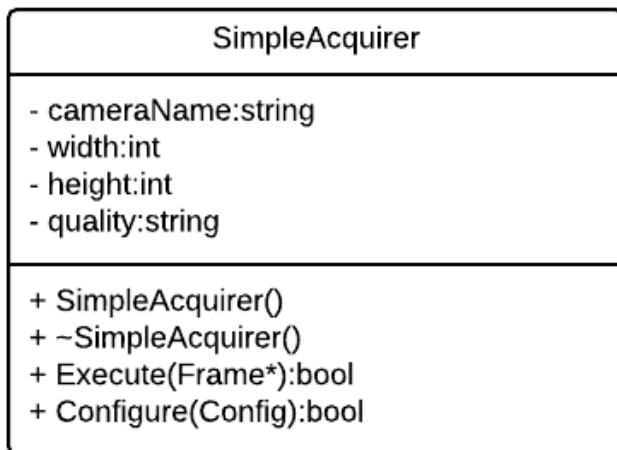 SimpleAcquirer
- cameraName:string
- width:int
- height:int
- quality:string
+ SimpleAcquirer()
+ ~SimpleAcquirer()
+ Execute(Frame*):bool
+ Configure(Config):bool